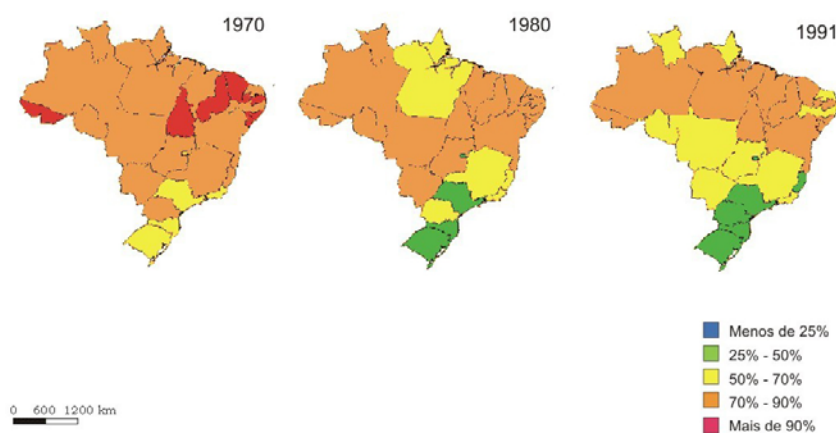 1970
1980
1991
Menos de 25%
25% - 50%
50% - 70%
70% - 90%
Mais de 90%
0 600 1200 km